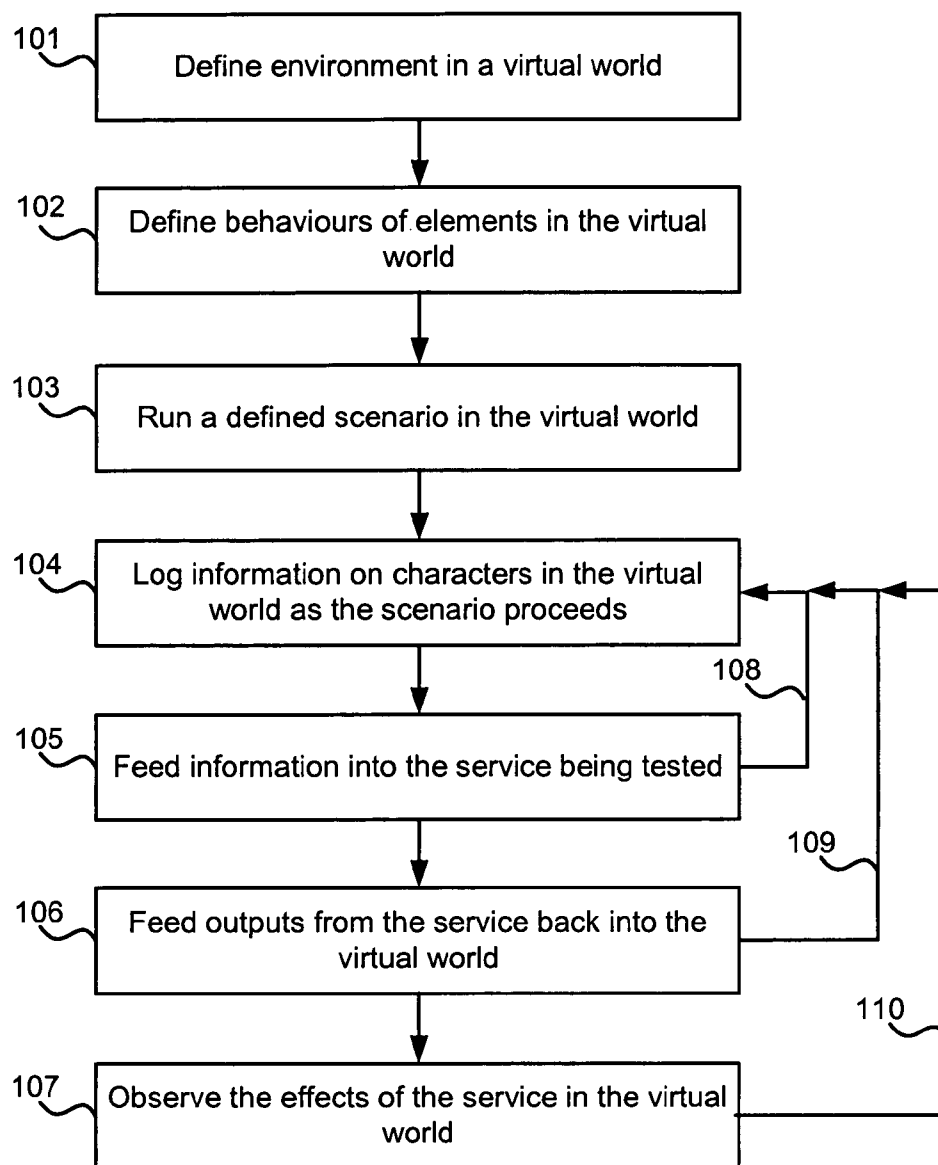 101
Define environment in a virtual world
102
Define behaviours of elements in the virtual
world
103
Run a defined scenario in the virtual world
104
Log information on characters in the virtual
world as the scenario proceeds
108
105
Feed information into the service being tested
109
106
Feed outputs from the service back into the
virtual world
110
107
Observe the effects of the service in the virtual
world